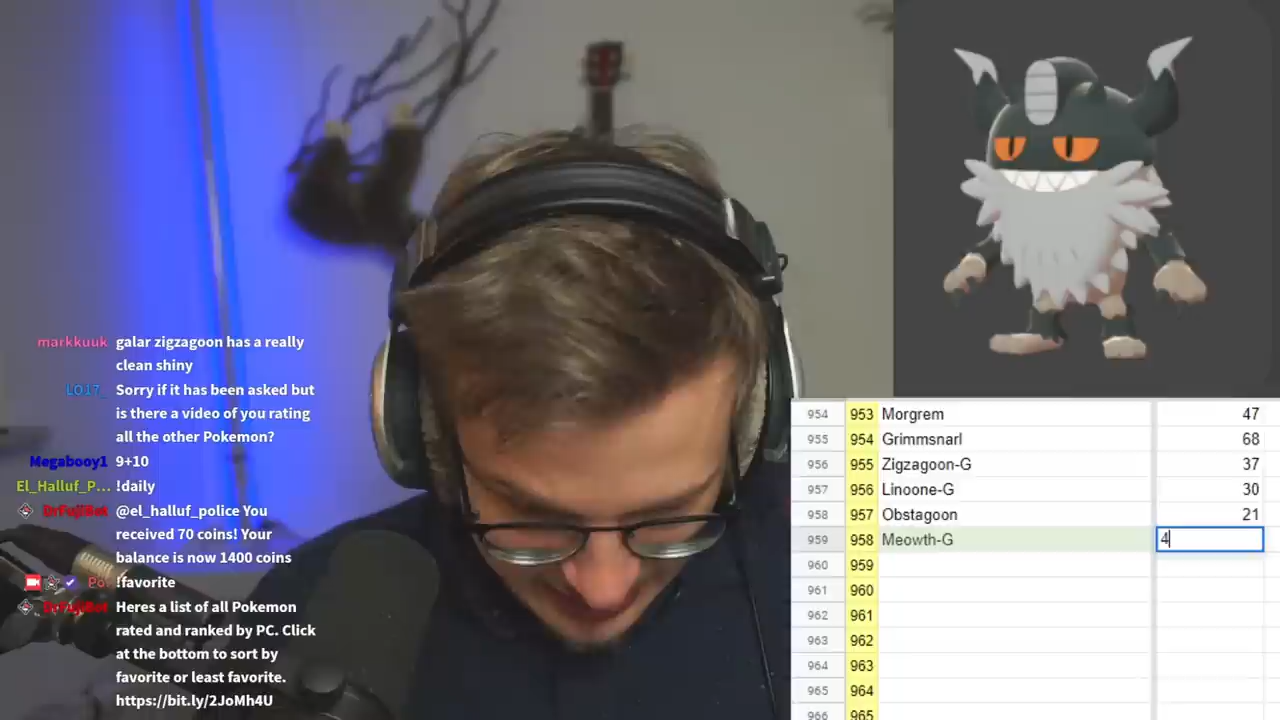 markkuuk galar zigzagoon has a really
clean shiny
LO17_ Sorry if it has been asked but
is there a video of you rating
all the other Pokemon?
Megabooy1 9+10
El_Halluf_P... !daily
DrFujiBot @el_halluf_police You
received 70 coins! Your
balance is now 1400 coins
Po: !favorite
DrFujiBot Heres a list of all Pokemon
rated and ranked by PC. Click
at the bottom to sort by
favorite or least favorite.
https://bit.ly/2JoMh4U
954 953 Morgrem 47
955 954 Grimmsnarl 68
956 955 Zigzagoon-G 37
957 956 Linoone-G 30
958 957 Obstagoon 21
959 958 Meowth-G 4
960 959
961 960
962 961
963 962
964 963
965 964
966 965